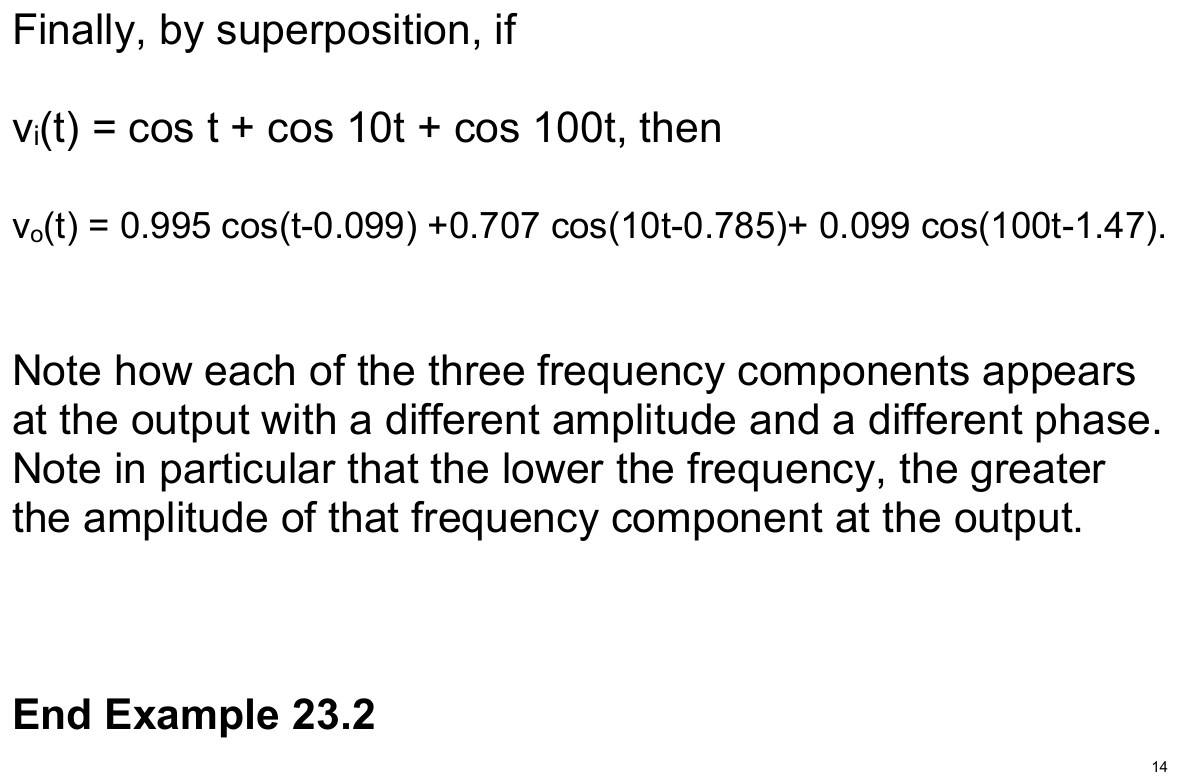 Finally, by superposition, if
vᵢ(t) = cos t + cos 10t + cos 100t, then
vₒ(t) = 0.995 cos(t-0.099) +0.707 cos(10t-0.785)+ 0.099 cos(100t-1.47).
Note how each of the three frequency components appears
at the output with a different amplitude and a different phase.
Note in particular that the lower the frequency, the greater
the amplitude of that frequency component at the output.
End Example 23.2
14